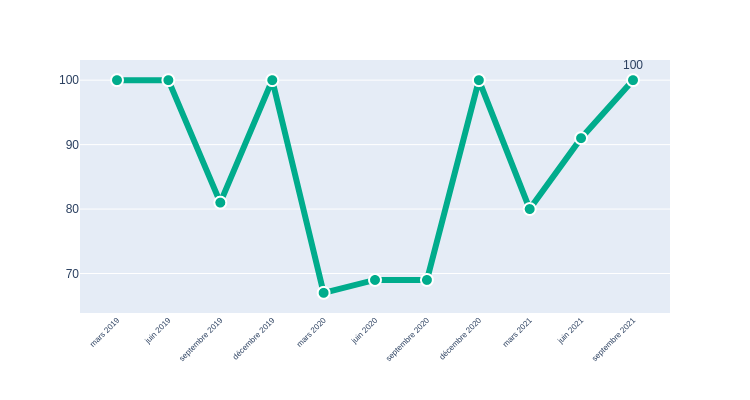 100
100
90
80
70
mars 2019
juin 2019
septembre 2019
décembre 2019
mars 2020
juin 2020
septembre 2020
décembre 2020
mars 2021
juin 2021
septembre 2021